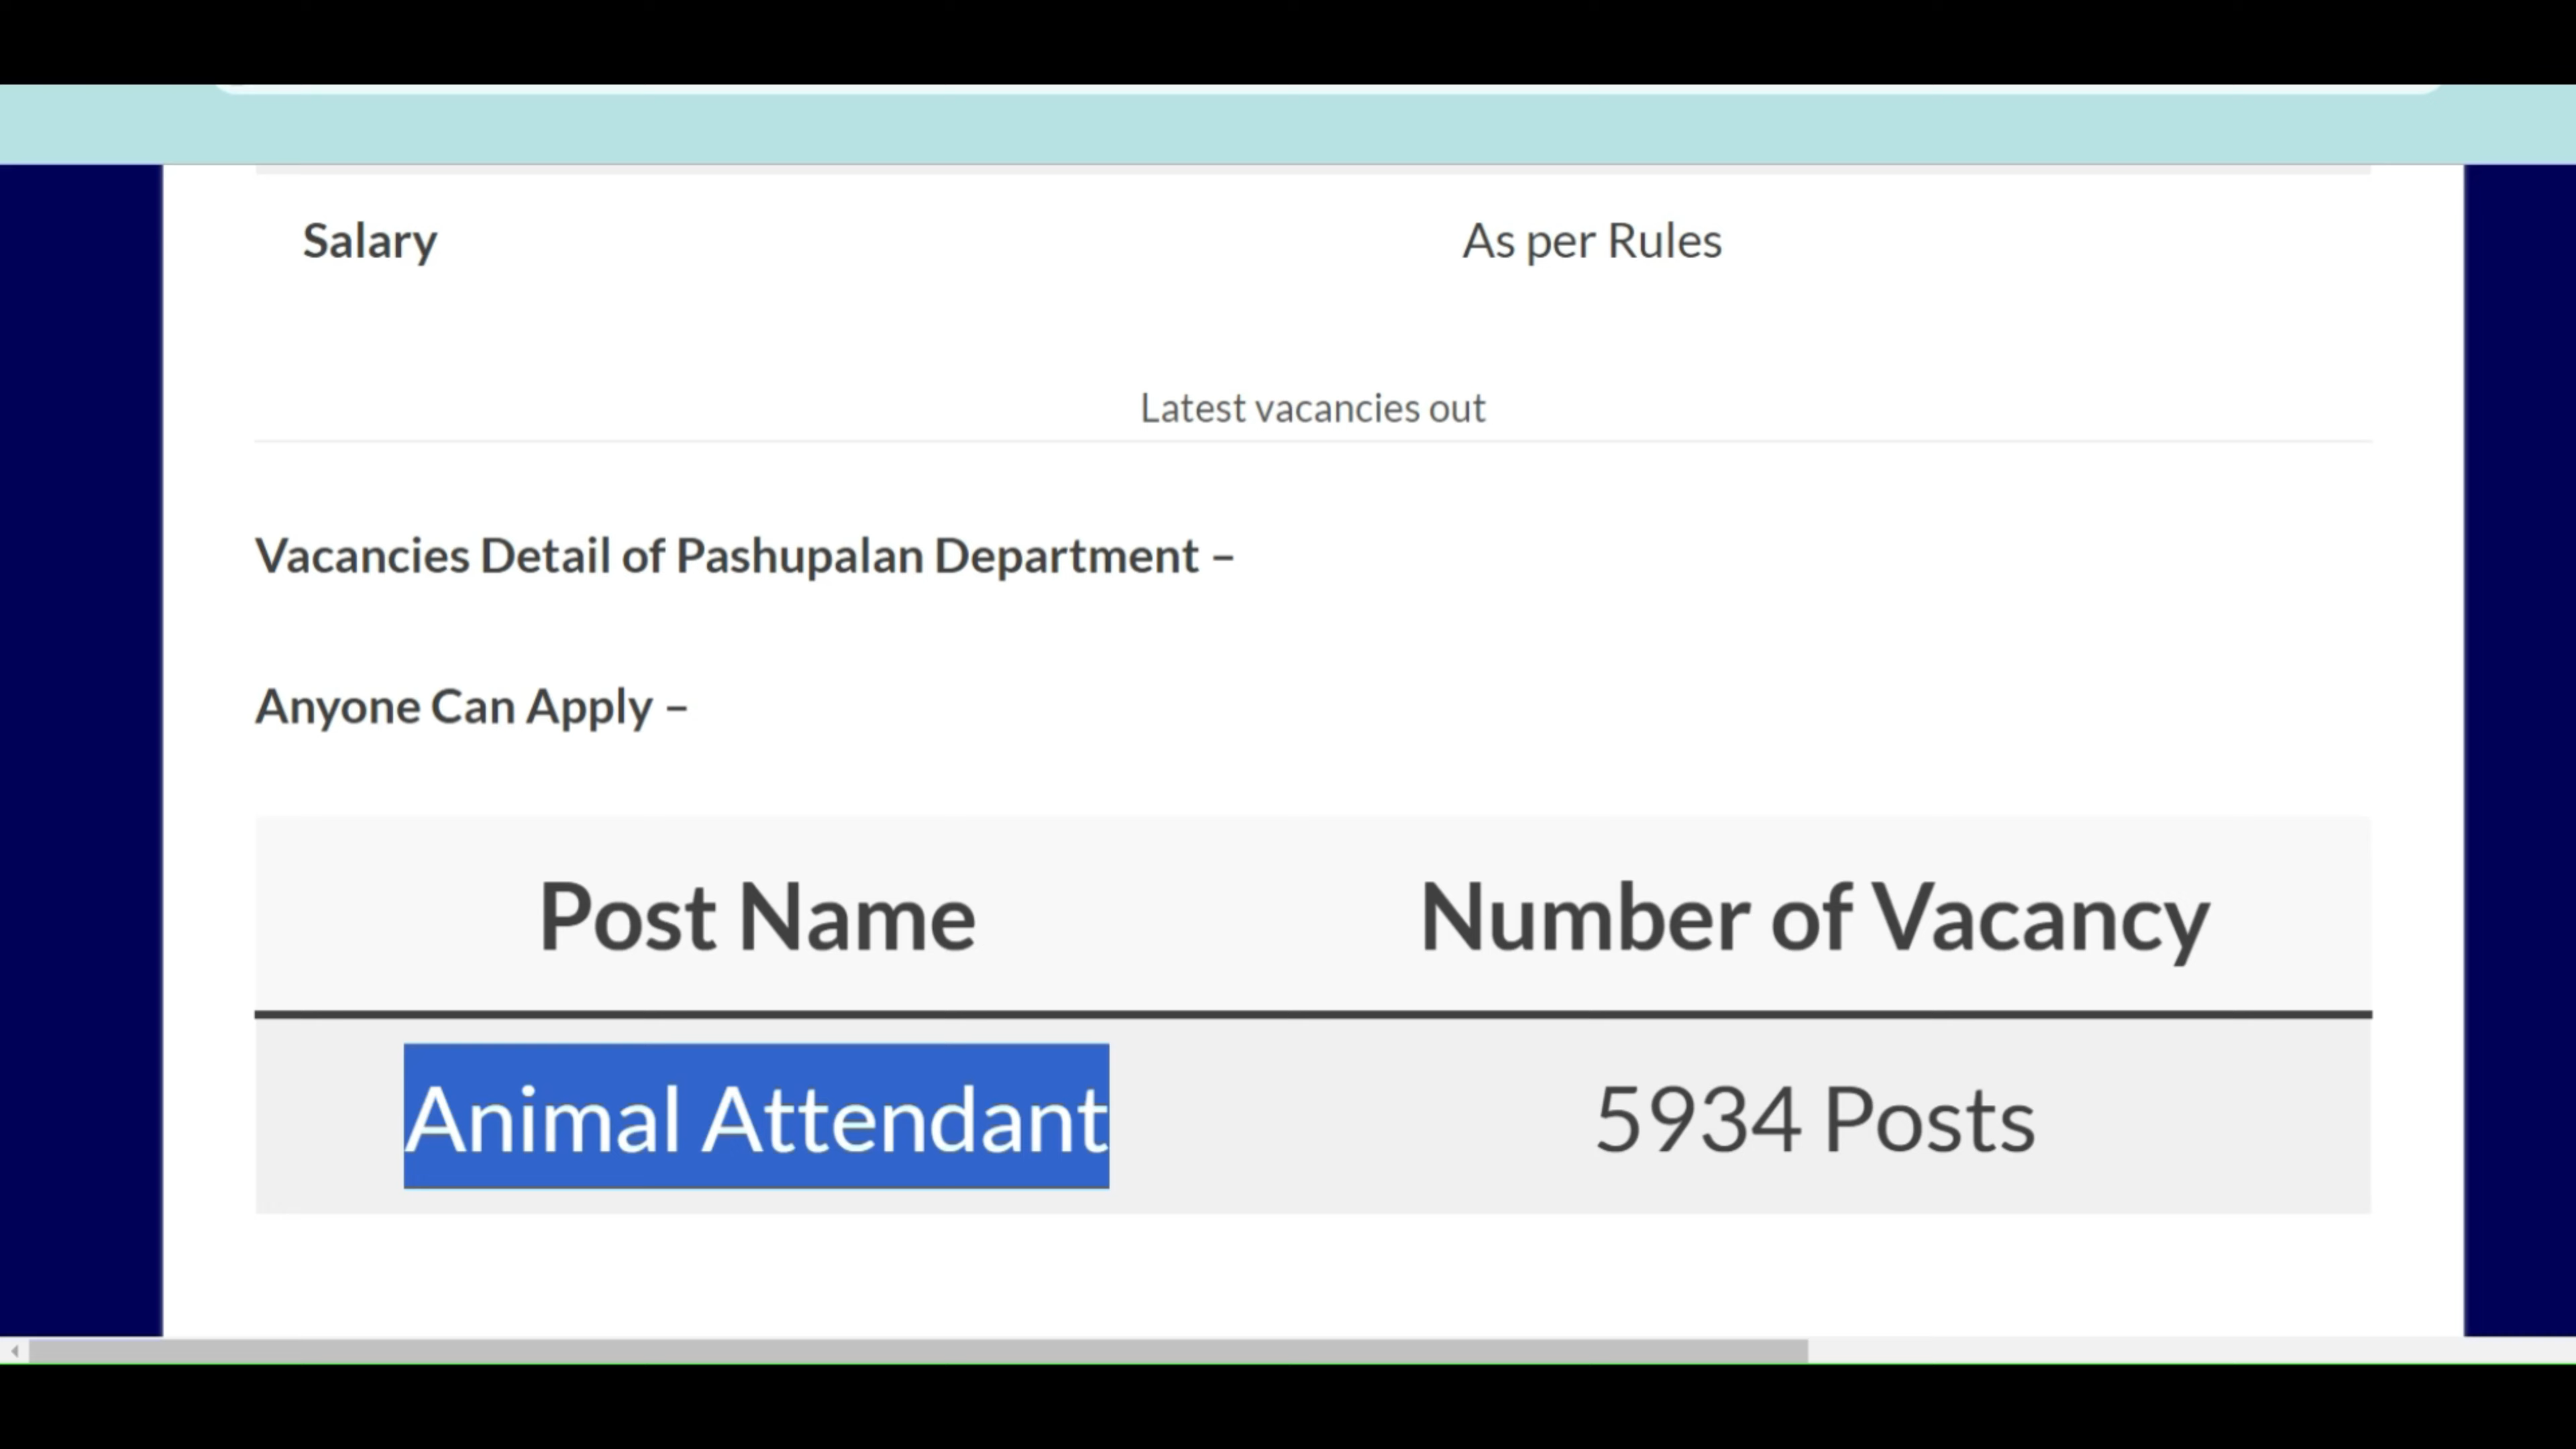 Salary As per Rules
Latest vacancies out
Vacancies Detail of Pashupalan Department –
Anyone Can Apply –
Post Name Number of Vacancy
Animal Attendant 5934 Posts